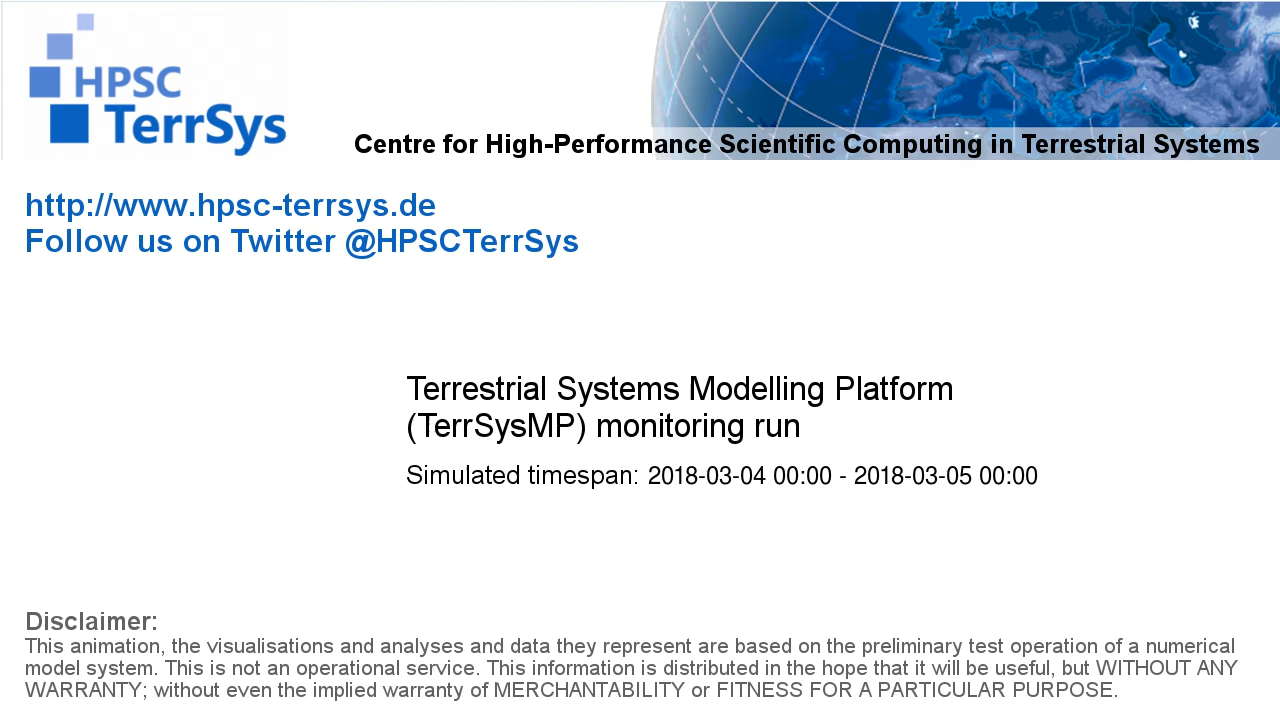 HPSC
TerrSys
Centre for High-Performance Scientific Computing in Terrestrial Systems
http://www.hpsc-terrsys.de
Follow us on Twitter @HPSCTerrSys
Terrestrial Systems Modelling Platform
(TerrSysMP) monitoring run
Simulated timespan: 2018-03-04 00:00 - 2018-03-05 00:00
Disclaimer:
This animation, the visualisations and analyses and data they represent are based on the preliminary test operation of a numerical
model system. This is not an operational service. This information is distributed in the hope that it will be useful, but WITHOUT ANY
WARRANTY; without even the implied warranty of MERCHANTABILITY or FITNESS FOR A PARTICULAR PURPOSE.